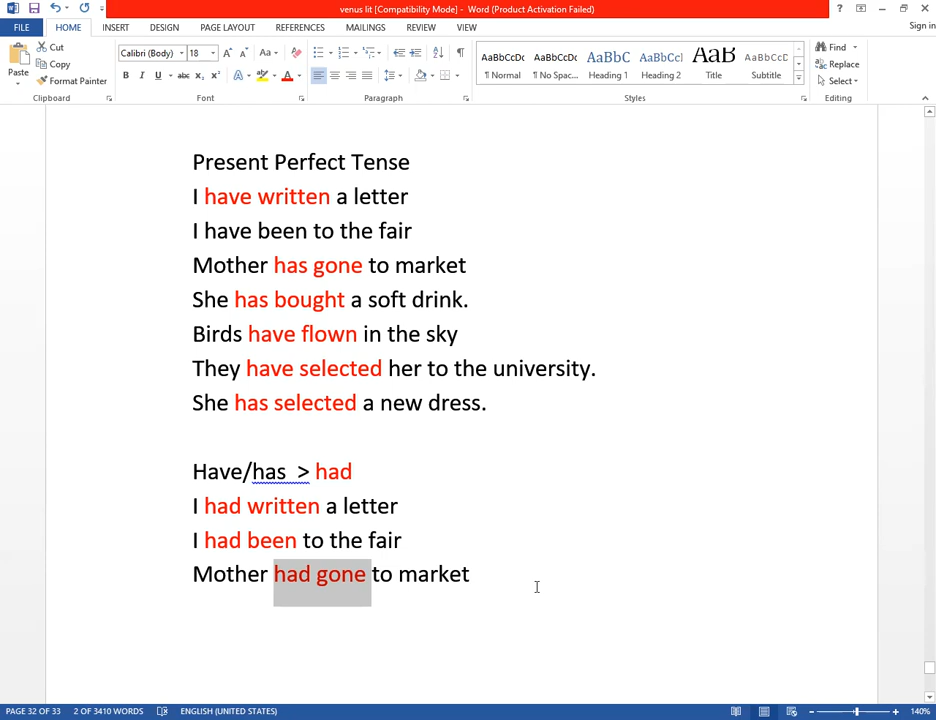 venus lit [Compatibility Mode] - Word (Product Activation Failed)
Sign in
FILE HOME INSERT DESIGN PAGE LAYOUT REFERENCES MAILINGS REVIEW VIEW
Paste
Cut
Copy
Format Painter
Clipboard
Calibri (Body) 18
Font
Paragraph
AaBbCcDc AaBbCcDc AaBbC AaBbCcI AaB AaBbCcD
¶ Normal ¶ No Spac... Heading 1 Heading 2 Title Subtitle
Styles
Find
Replace
Select
Editing
Present Perfect Tense
I have written a letter
I have been to the fair
Mother has gone to market
She has bought a soft drink.
Birds have flown in the sky
They have selected her to the university.
She has selected a new dress.
Have/has > had
I had written a letter
I had been to the fair
Mother had gone to market
PAGE 32 OF 33 2 OF 3410 WORDS ENGLISH (UNITED STATES) 140%